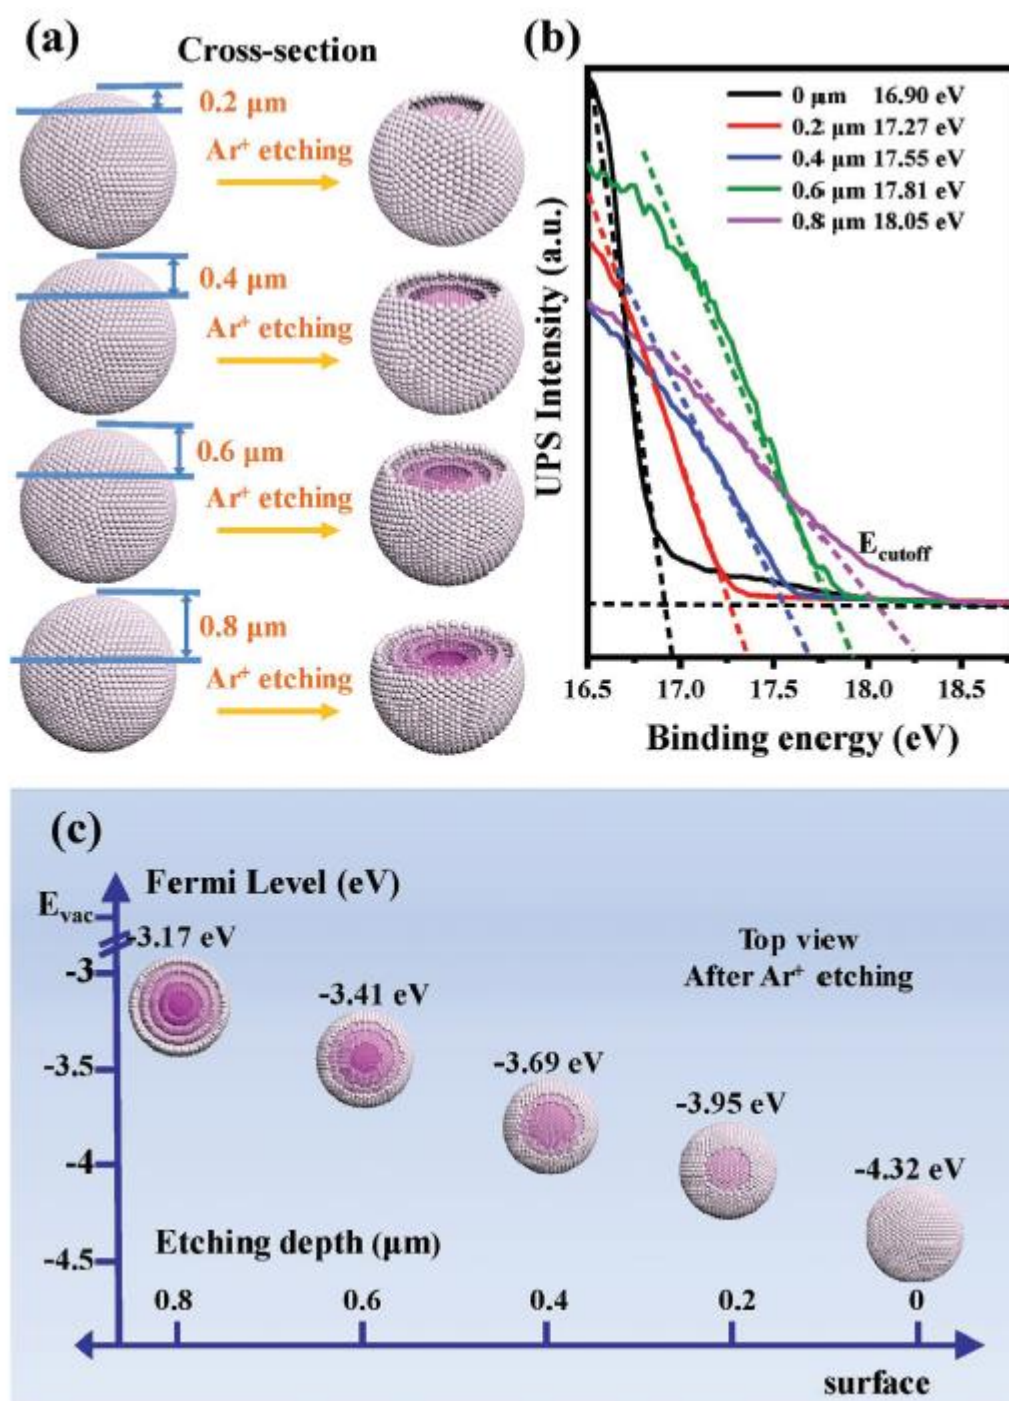 (a)
Cross-section
0.2 μm
Ar⁺ etching
0.4 μm
Ar⁺ etching
0.6 μm
Ar⁺ etching
0.8 μm
Ar⁺ etching
(b)
UPS Intensity (a.u.)
0 μm 16.90 eV
0.2 μm 17.27 eV
0.4 μm 17.55 eV
0.6 μm 17.81 eV
0.8 μm 18.05 eV
E_cutoff
16.5 17.0 17.5 18.0 18.5
Binding energy (eV)
(c)
Fermi Level (eV)
E_vac
-3.17 eV
-3
-3.41 eV
Top view
After Ar⁺ etching
-3.5
-3.69 eV
-3.95 eV
-4
-4.32 eV
Etching depth (μm)
-4.5
0.8 0.6 0.4 0.2 0
surface